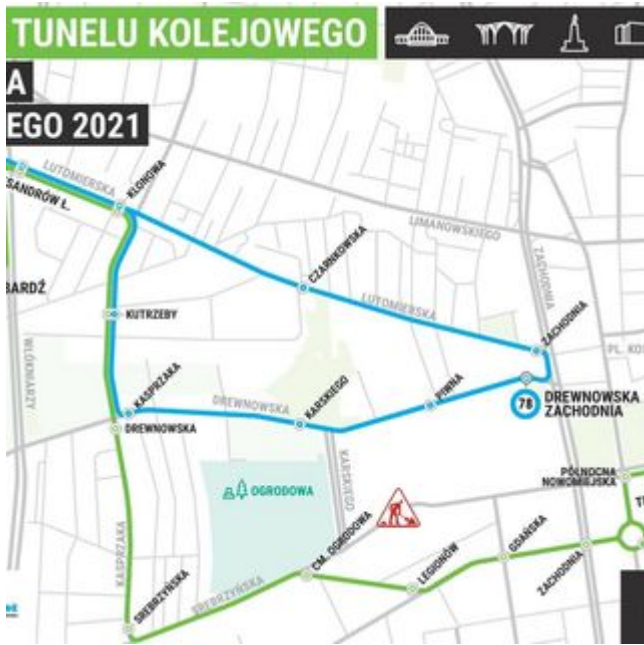 TUNELU KOLEJOWEGO
A
EGO 2021
LUTOMIERSKA
KLONOWA
SANDRÓW Ł.
LIMANOWSKIEGO
ZACHODNIA
CZARNKOWSKA
BARDŹ
KUTRZEBY
LUTOMIERSKA
ZACHODNIA
WŁÓKNIARZY
PL. KO
KASPRZAKA
DREWNOWSKA
KARSKIEGO
PIWNA
78
DREWNOWSKA
ZACHODNIA
DREWNOWSKA
KARSKIEGO
OGRODOWA
PÓŁNOCNA
NOWOMIEJSKA
KASPRZAKA
CM. OGRODOWA
GDAŃSKA
LEGIONÓW
ZACHODNIA
SREBRZYŃSKA
SREBRZYŃSKA